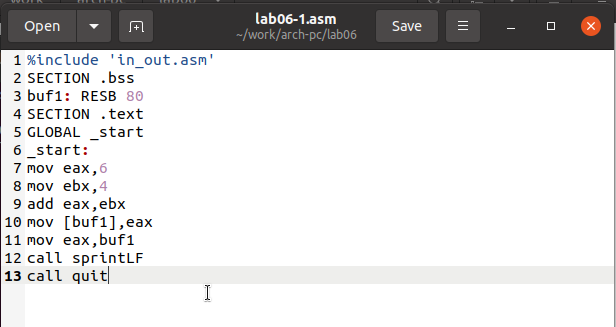 Open
lab06-1.asm
~/work/arch-pc/lab06
Save
1 %include 'in_out.asm'
2 SECTION .bss
3 buf1: RESB 80
4 SECTION .text
5 GLOBAL _start
6 _start:
7 mov eax,6
8 mov ebx,4
9 add eax,ebx
10 mov [buf1],eax
11 mov eax,buf1
12 call sprintLF
13 call quit